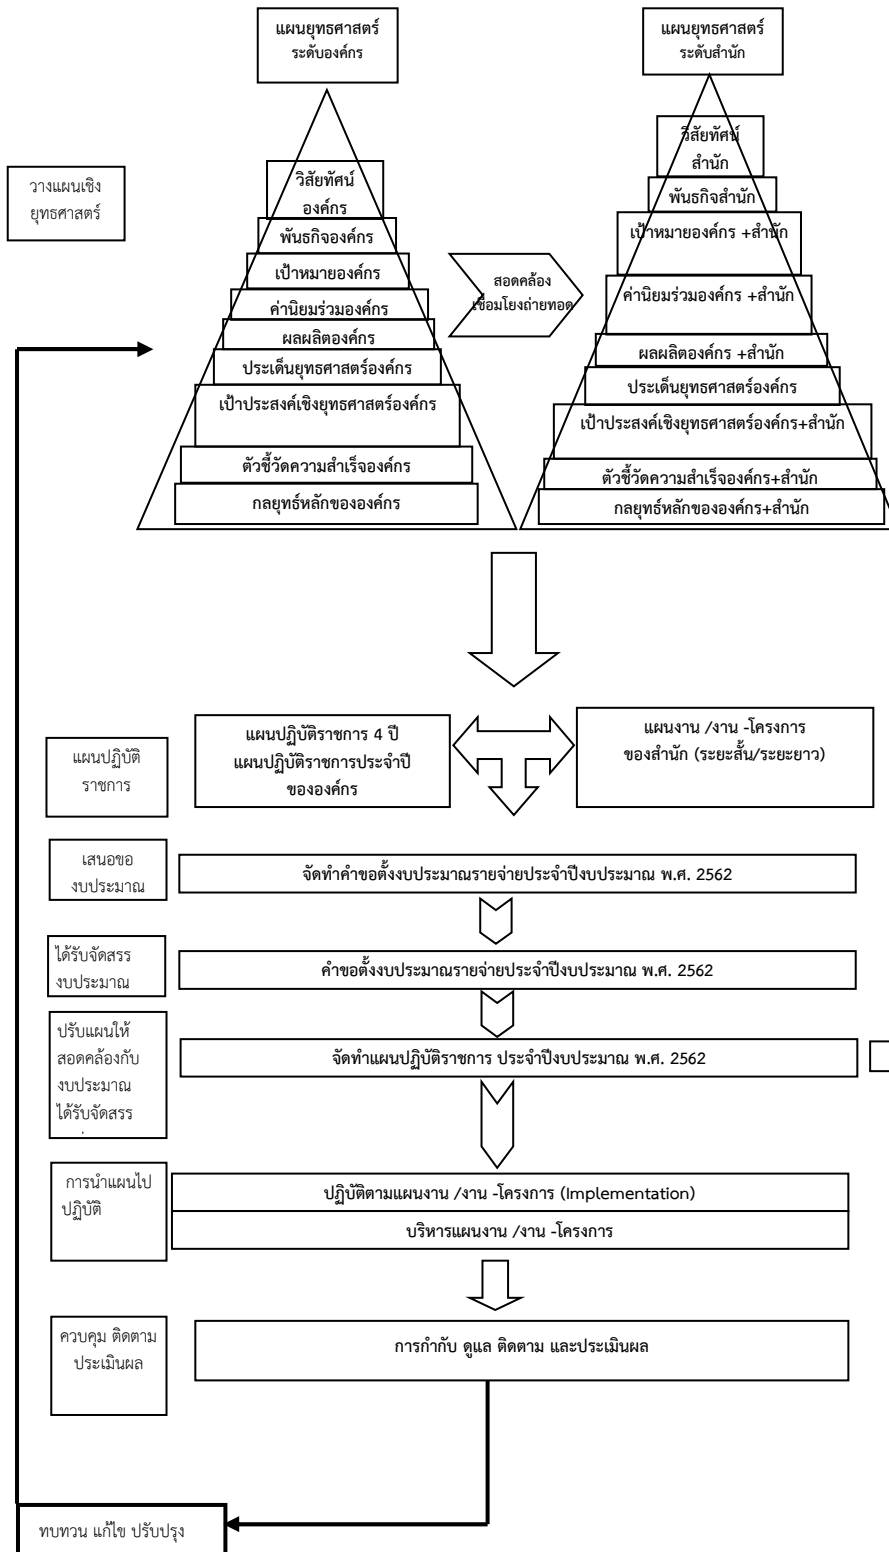 แผนยุทธศาสตร์
ระดับองค์กร
แผนยุทธศาสตร์
ระดับสำนัก
วางแผนเชิง
ยุทธศาสตร์
วิสัยทัศน์
องค์กร
พันธกิจองค์กร
เป้าหมายองค์กร
ค่านิยมร่วมองค์กร
ผลผลิตองค์กร
ประเด็นยุทธศาสตร์องค์กร
เป้าประสงค์เชิงยุทธศาสตร์องค์กร
ตัวชี้วัดความสำเร็จองค์กร
กลยุทธ์หลักขององค์กร
สอดคล้อง
เชื่อมโยงถ่ายทอด
วิสัยทัศน์
สำนัก
พันธกิจสำนัก
เป้าหมายองค์กร +สำนัก
ค่านิยมร่วมองค์กร +สำนัก
ผลผลิตองค์กร +สำนัก
ประเด็นยุทธศาสตร์องค์กร
เป้าประสงค์เชิงยุทธศาสตร์องค์กร+สำนัก
ตัวชี้วัดความสำเร็จองค์กร+สำนัก
กลยุทธ์หลักขององค์กร+สำนัก
แผนปฏิบัติ
ราชการ
แผนปฏิบัติราชการ 4 ปี
แผนปฏิบัติราชการประจำปี
ขององค์กร
แผนงาน /งาน -โครงการ
ของสำนัก (ระยะสั้น/ระยะยาว)
เสนอขอ
งบประมาณ
จัดทำคำขอตั้งงบประมาณรายจ่ายประจำปีงบประมาณ พ.ศ. 2562
ได้รับจัดสรร
งบประมาณ
คำขอตั้งงบประมาณรายจ่ายประจำปีงบประมาณ พ.ศ. 2562
ปรับแผนให้
สอดคล้องกับ
งบประมาณ
ได้รับจัดสรร
จัดทำแผนปฏิบัติราชการ ประจำปีงบประมาณ พ.ศ. 2562
การนำแผนไป
ปฏิบัติ
ปฏิบัติตามแผนงาน /งาน -โครงการ (Implementation)
บริหารแผนงาน /งาน -โครงการ
ควบคุม ติดตาม
ประเมินผล
การกำกับ ดูแล ติดตาม และประเมินผล
ทบทวน แก้ไข ปรับปรุง